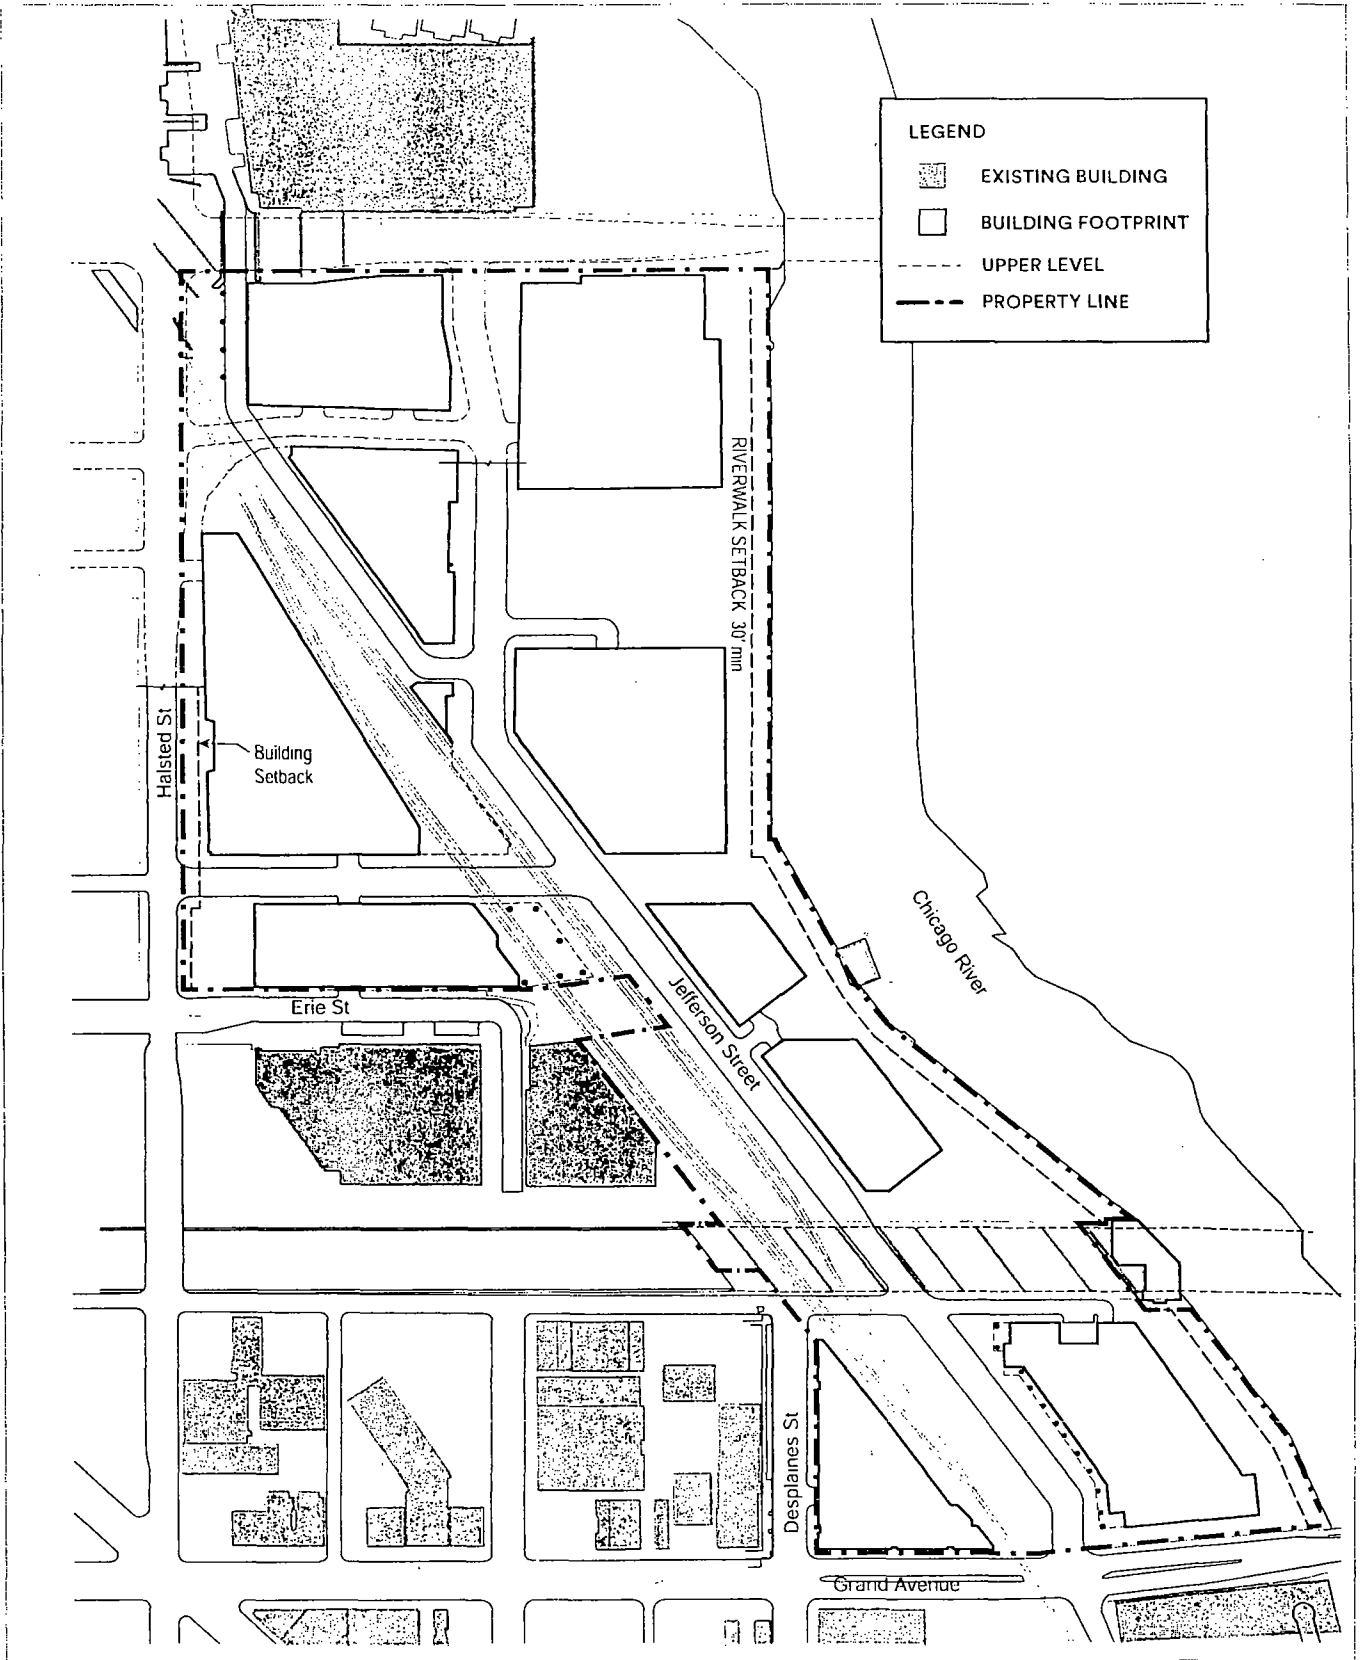 LEGEND
EXISTING BUILDING
BUILDING FOOTPRINT
UPPER LEVEL
PROPERTY LINE
RIVERWALK SETBACK 30' min
Halsted St
Building
Setback
Chicago River
Jefferson Street
Erie St
Desplaines St
Grand Avenue